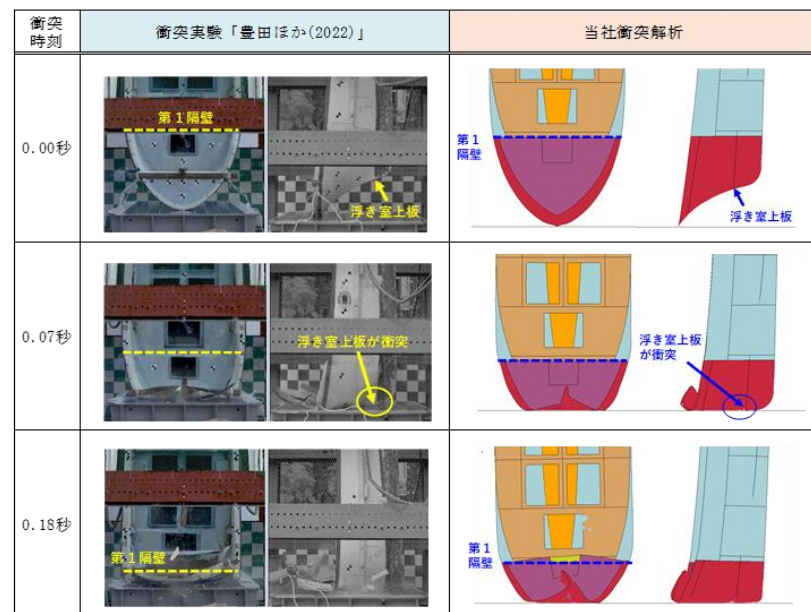 衝突
時刻
衝突実験「豊田ほか(2022)」
当社衝突解析
0.00秒
第１隔壁
浮き室上板
第１
隔壁
浮き室上板
0.07秒
浮き室上板が衝突
浮き室上板
が衝突
0.18秒
第１隔壁
第１
隔壁